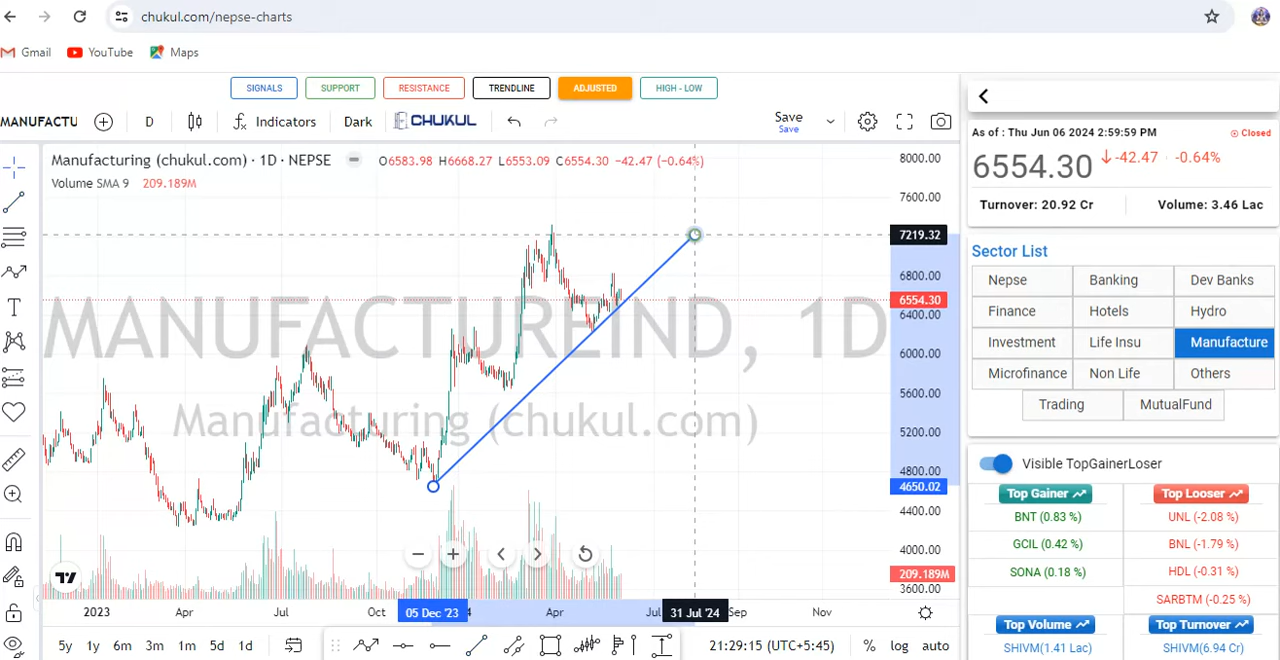 chukul.com/nepse-charts
Gmail YouTube Maps
SIGNALS SUPPORT RESISTANCE TRENDLINE ADJUSTED HIGH - LOW
MANUFACTU D Indicators Dark CHUKUL Save
Save
Manufacturing (chukul.com) · 1D · NEPSE O6583.98 H6668.27 L6553.09 C6554.30 -42.47 (-0.64%)
Volume SMA 9 209.189M
MANUFACTUREIND, 1D
Manufacturing (chukul.com)
8000.00
7600.00
7219.32
6800.00
6554.30
6400.00
6000.00
5600.00
5200.00
4800.00
4650.02
4400.00
4000.00
209.189M
3600.00
2023 Apr Jul Oct 05 Dec '23 4 Apr Jul 31 Jul '24 Sep Nov
5y 1y 6m 3m 1m 5d 1d 21:29:15 (UTC+5:45) % log auto
As of : Thu Jun 06 2024 2:59:59 PM Closed
6554.30 -42.47 -0.64%
Turnover: 20.92 Cr Volume: 3.46 Lac
Sector List
Nepse Banking Dev Banks
Finance Hotels Hydro
Investment Life Insu Manufacture
Microfinance Non Life Others
Trading MutualFund
Visible TopGainerLoser
Top Gainer Top Looser
BNT (0.83 %) UNL (-2.08 %)
GCIL (0.42 %) BNL (-1.79 %)
SONA (0.18 %) HDL (-0.31 %)
SARBTM (-0.25 %)
Top Volume Top Turnover
SHIVM(1.41 Lac) SHIVM(6.94 Cr)